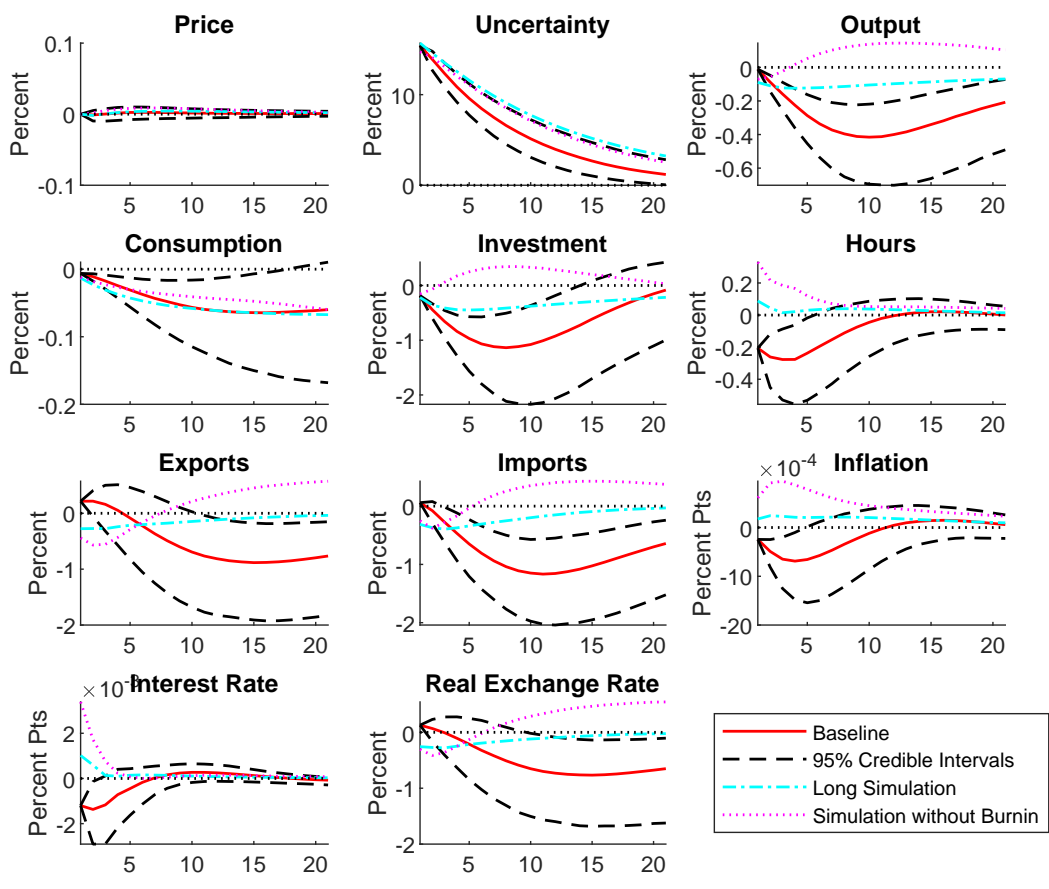 Price
Uncertainty
Output
0.1
0
-0.1
Percent
5 10 15 20
10
0
Percent
5 10 15 20
0
-0.2
-0.4
-0.6
Percent
5 10 15 20
Consumption
Investment
Hours
0
-0.1
-0.2
Percent
5 10 15 20
0
-1
-2
Percent
5 10 15 20
0.2
0
-0.2
-0.4
Percent
5 10 15 20
Exports
Imports
× 10-4 Inflation
0
-1
-2
Percent
5 10 15 20
0
-1
-2
Percent
5 10 15 20
0
-10
-20
Percent Pts
5 10 15 20
Interest Rate
Real Exchange Rate
× 10
2
0
-2
Percent Pts
5 10 15 20
0
-1
-2
Percent
5 10 15 20
Baseline
95% Credible Intervals
Long Simulation
Simulation without Burnin